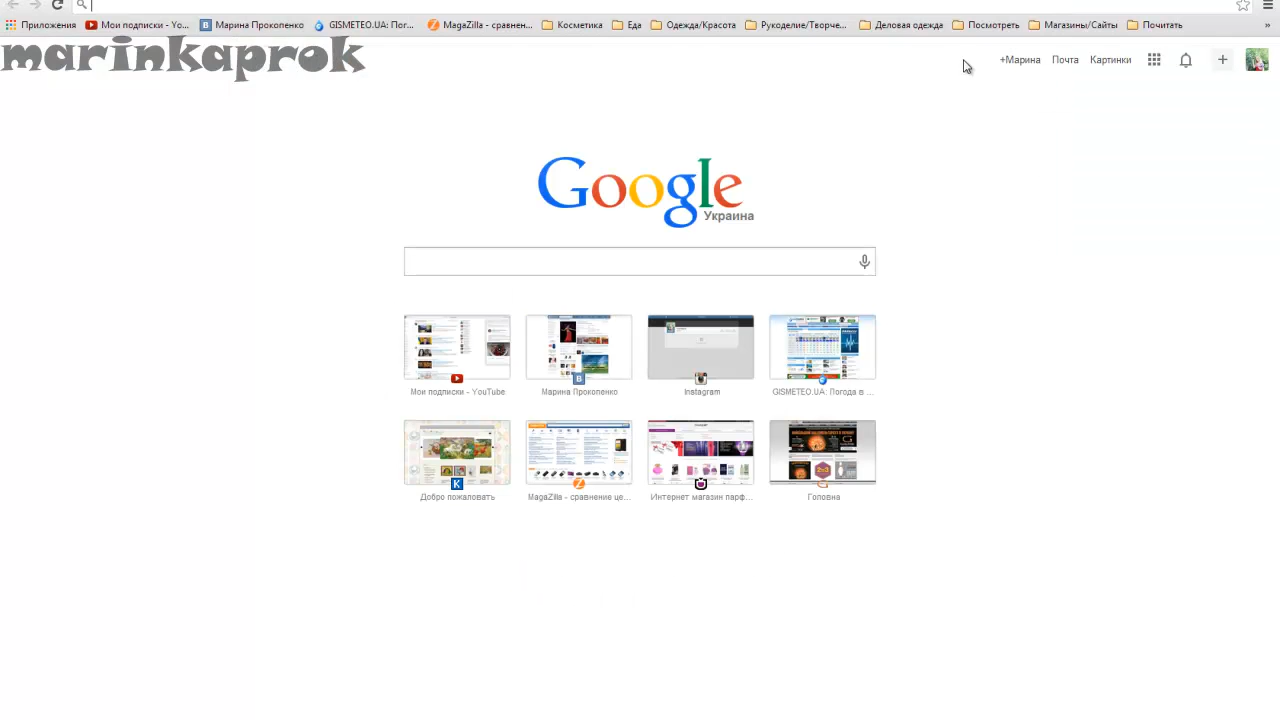 Приложения Мои подписки - Yo... Марина Прокопенко GISMETEO.UA: Пог... MagaZilla - сравнен... Косметика Еда Одежда/Красота Рукоделие/Творче... Деловая одежда Посмотреть Магазины/Сайты Почитать »
marinkaprok
+Марина Почта Картинки
Google
Украина
Мои подписки - YouTube Марина Прокопенко Instagram GISMETEO.UA: Погода в ...
Добро пожаловать MagaZilla - сравнение це... Интернет магазин парф... Головна